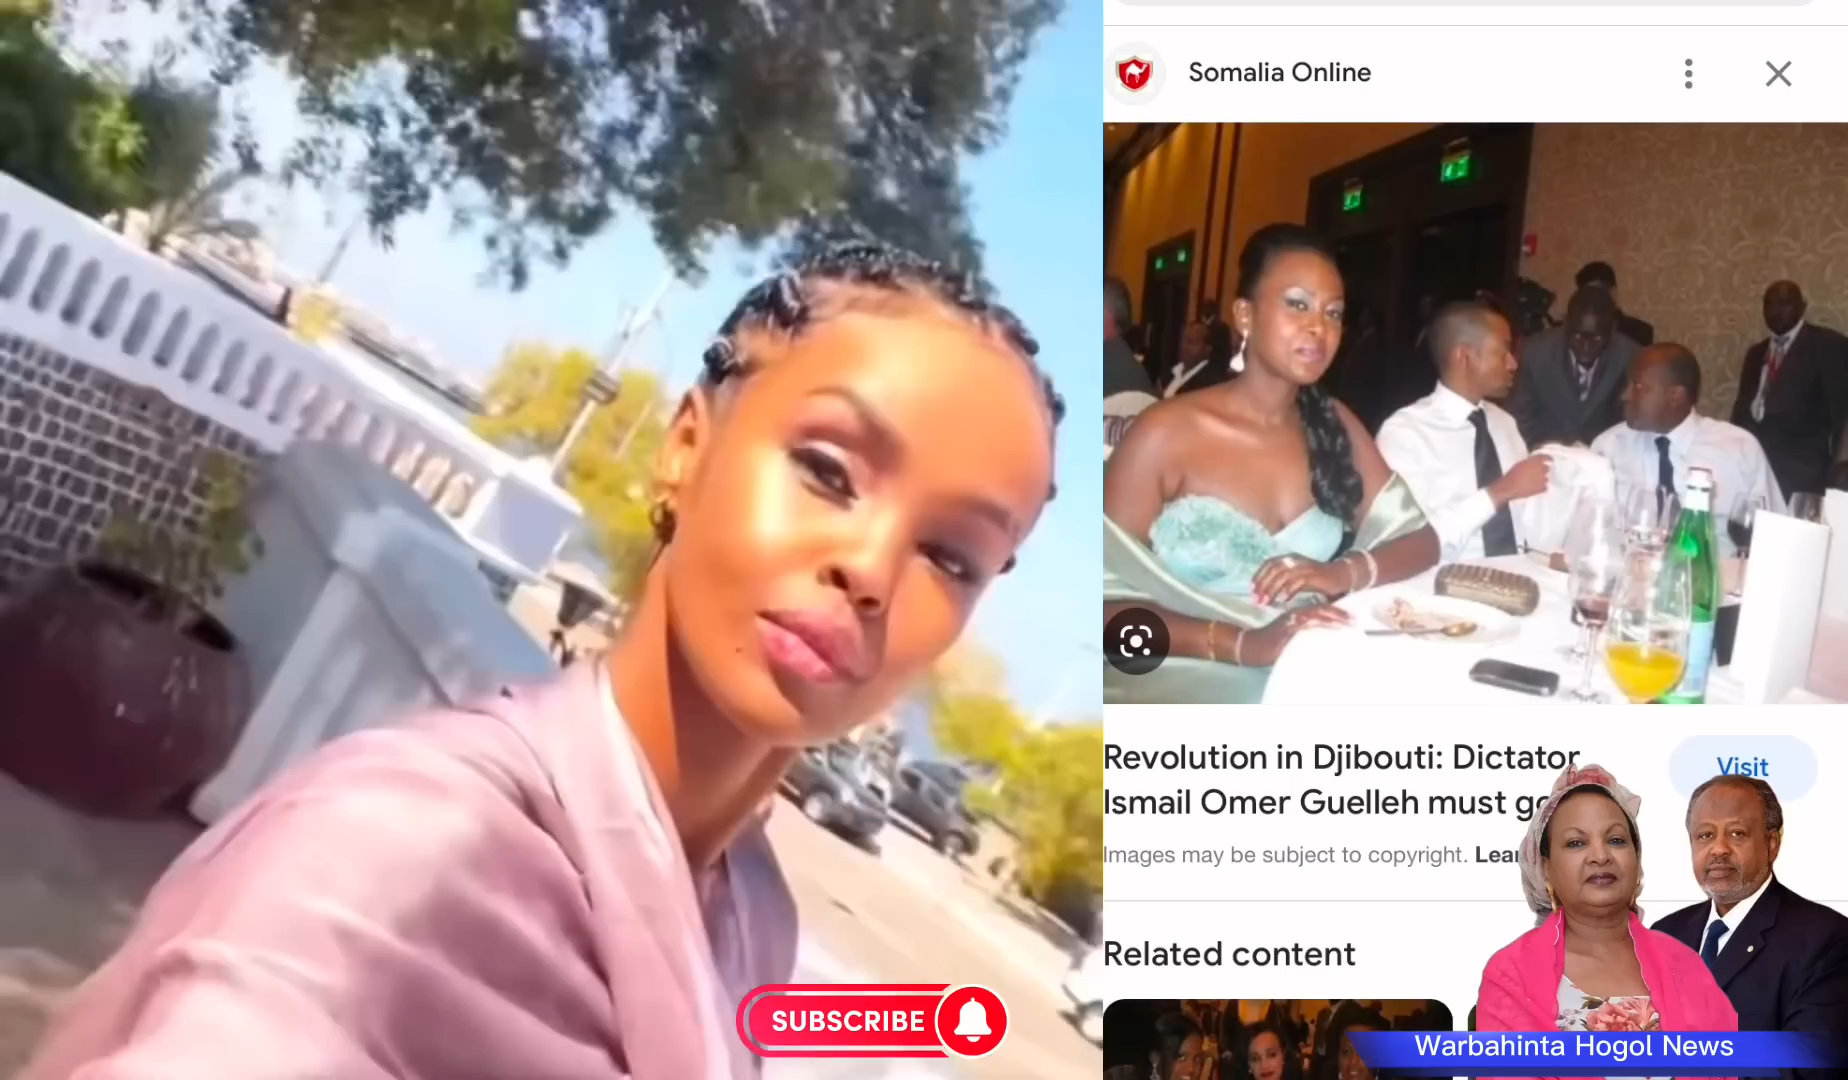 Somalia Online
Revolution in Djibouti: Dictator
Ismail Omer Guelleh must
Visit
Images may be subject to copyright.
Related content
SUBSCRIBE
Warbahinta Hogol News